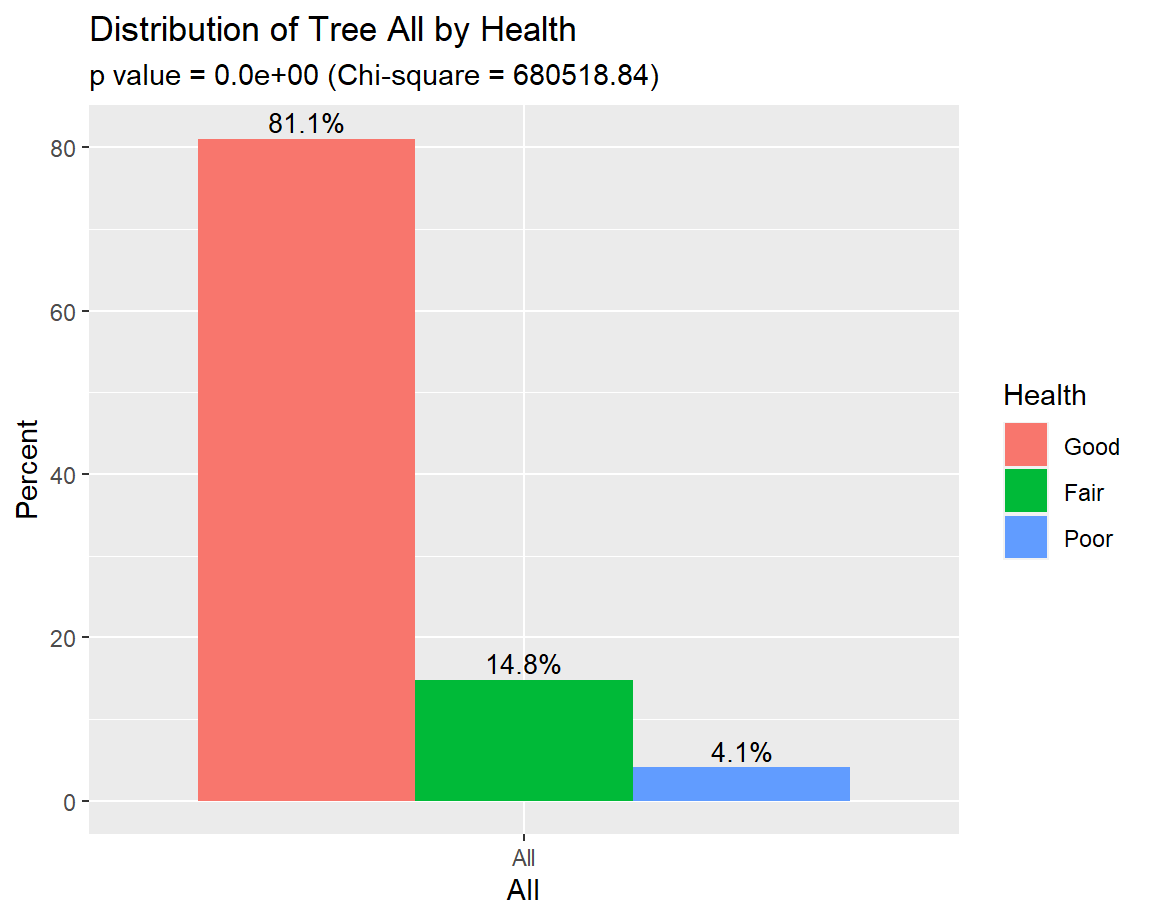 Distribution of Tree All by Health
p value = 0.0e+00 (Chi-square = 680518.84)
81.1%
80
60
Health
Good
Percent
40
Fair
Poor
20
14.8%
4.1%
0
All
All